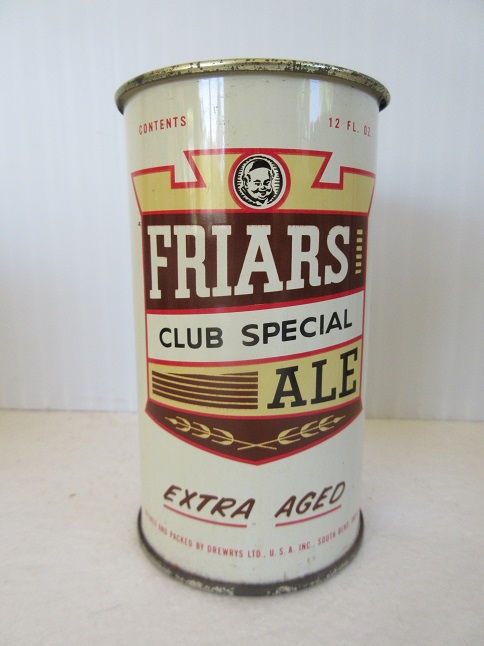 CONTENTS
12 FL. OZ.
FRIARS
CLUB SPECIAL
ALE
EXTRA AGED
AND PACKED BY DREWRYS LTD., U. S. A. INC., SOUTH BEND,